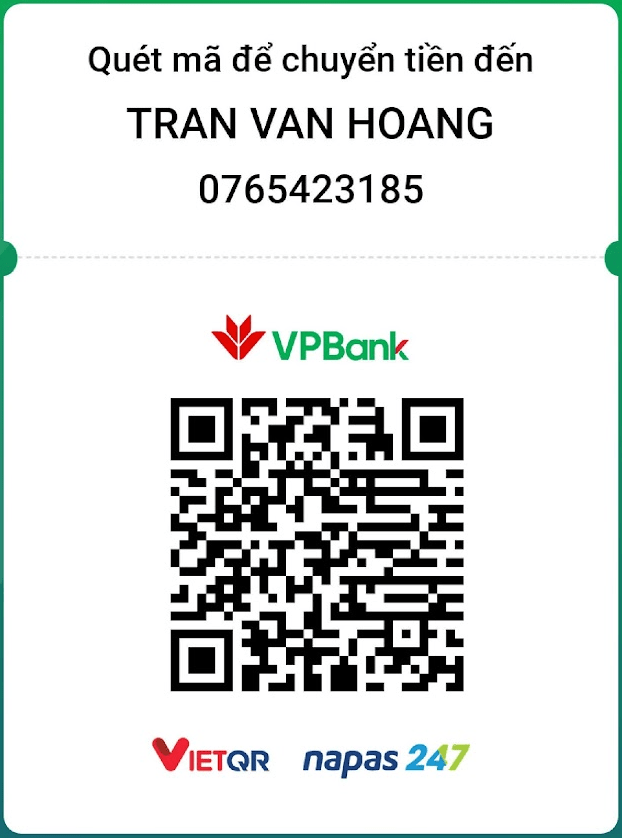 Quét mã để chuyển tiền đến
TRAN VAN HOANG
0765423185
VPBank
VIETQR
napas 247